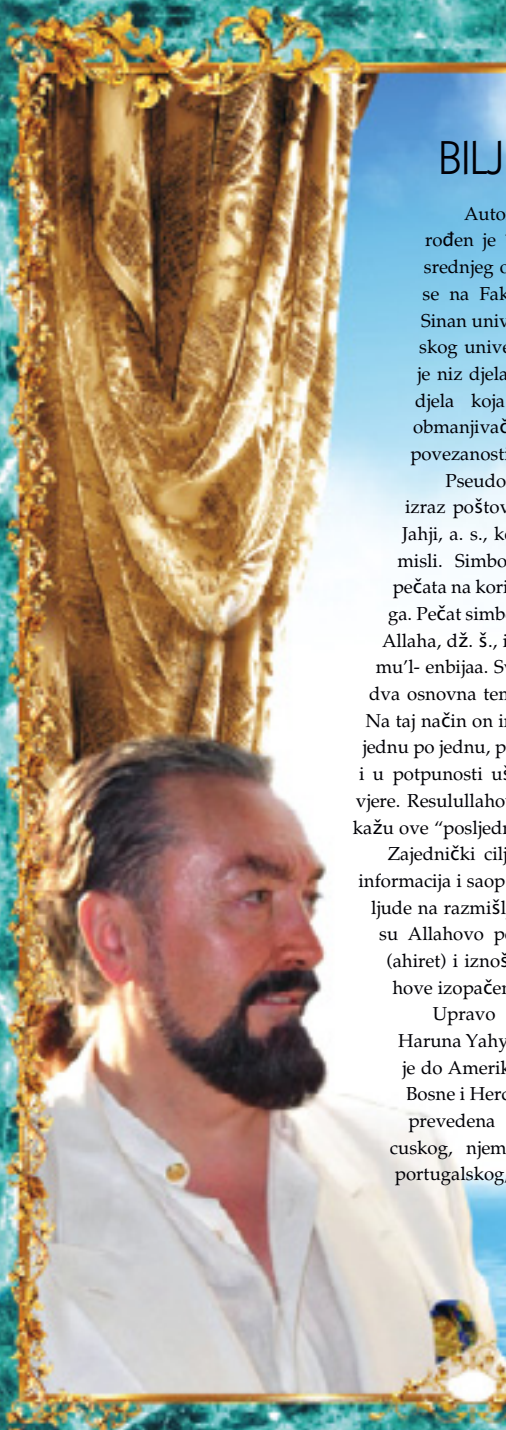 BILJ
Auto
rođen je
srednjeg o
se na Fak
Sinan univ
skog unive
je niz djela
djela koja
obmanjivač
povezanosti
Pseudo
izraz poštov
Jahji, a. s., k
misli. Simbo
pečata na kori
ga. Pečat simb
Allaha, dž. š., i
mu'l- enbijaa. Sv
dva osnovna tem
Na taj način on i
jednu po jednu, p
i u potpunosti uš
vjere. Resulullaho
kažu ove “posljedn
Zajednički cilj
informacija i saop
ljude na razmišl
su Allahovo p
(ahiret) i iznoš
hove izopačen
Upravo
Haruna Yahy
je do Amerik
Bosne i Herc
prevedena
cuskog, njem
portugalskog,